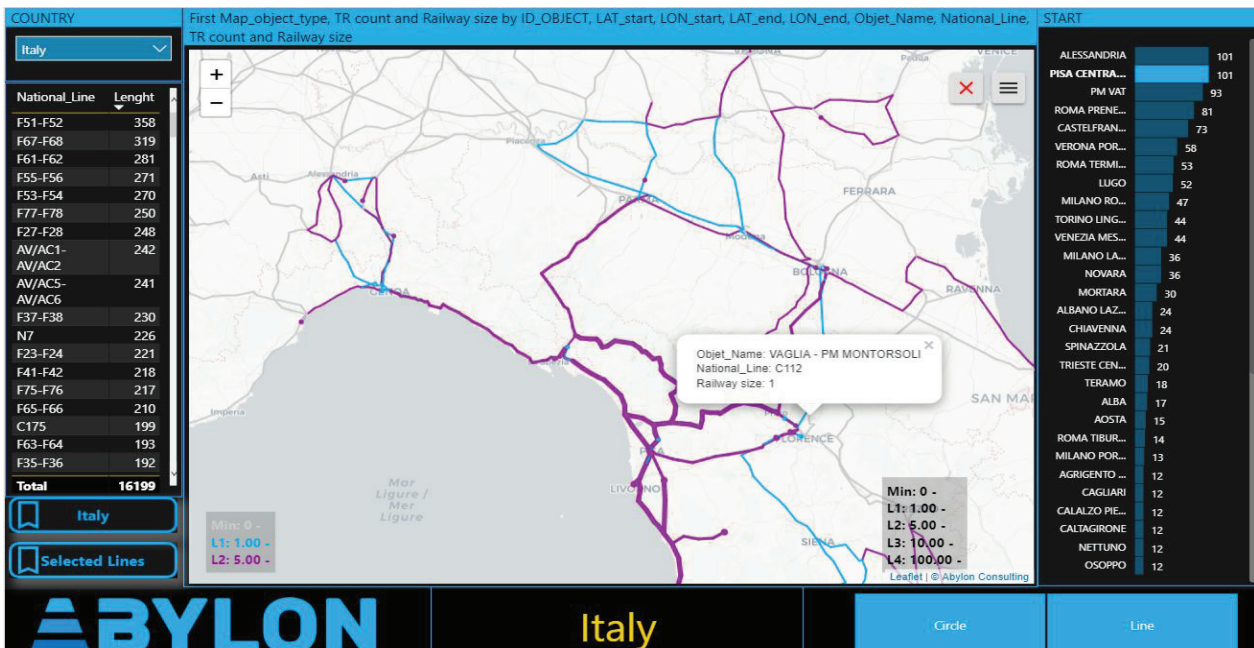 COUNTRY
Italy
National_Line Lenght
F51-F52 358
F67-F68 319
F61-F62 281
F55-F56 271
F53-F54 270
F77-F78 250
F27-F28 248
AV/AC1-
AV/AC2 242
AV/AC5-
AV/AC6 241
F37-F38 230
N7 226
F23-F24 221
F41-F42 218
F75-F76 217
F65-F66 210
C175 199
F63-F64 193
F35-F36 192
Total 16199
Italy
Selected Lines
First Map_object_type, TR count and Railway size by ID_OBJECT, LAT_start, LON_start, LAT_end, LON_end, Objet_Name, National_Line,
TR count and Railway size
+
−
VERONA
VENICE
Padua
Piacenza
Asti
Alessandria
PARMA
FERRARA
Modena
BOLOGNA
GENOA
RAVENNA
Objet_Name: VAGLIA - PM MONTORSOLI
National_Line: C112
Railway size: 1
×
SAN MAR
Imperia
FLORENCE
PISA
Mar
Ligure /
Mer
Ligure
LIVORNO
SIENA
Min: 0 -
L1: 1.00 -
L2: 5.00 -
Min: 0 -
L1: 1.00 -
L2: 5.00 -
L3: 10.00 -
L4: 100.00 -
Leaflet | © Abylon Consulting
START
ALESSANDRIA 101
PISA CENTRA... 101
PM VAT 93
ROMA PRENE... 81
CASTELFRAN... 73
VERONA POR... 58
ROMA TERMI... 53
LUGO 52
MILANO RO... 47
TORINO LING... 44
VENEZIA MES... 44
MILANO LA... 36
NOVARA 36
MORTARA 30
ALBANO LAZ... 24
CHIAVENNA 24
SPINAZZOLA 21
TRIESTE CEN... 20
TERAMO 18
ALBA 17
AOSTA 15
ROMA TIBUR... 14
MILANO POR... 13
AGRIGENTO ... 12
CAGLIARI 12
CALALZO PIE... 12
CALTAGIRONE 12
NETTUNO 12
OSOPPO 12
ABYLON
Italy
Circle
Line